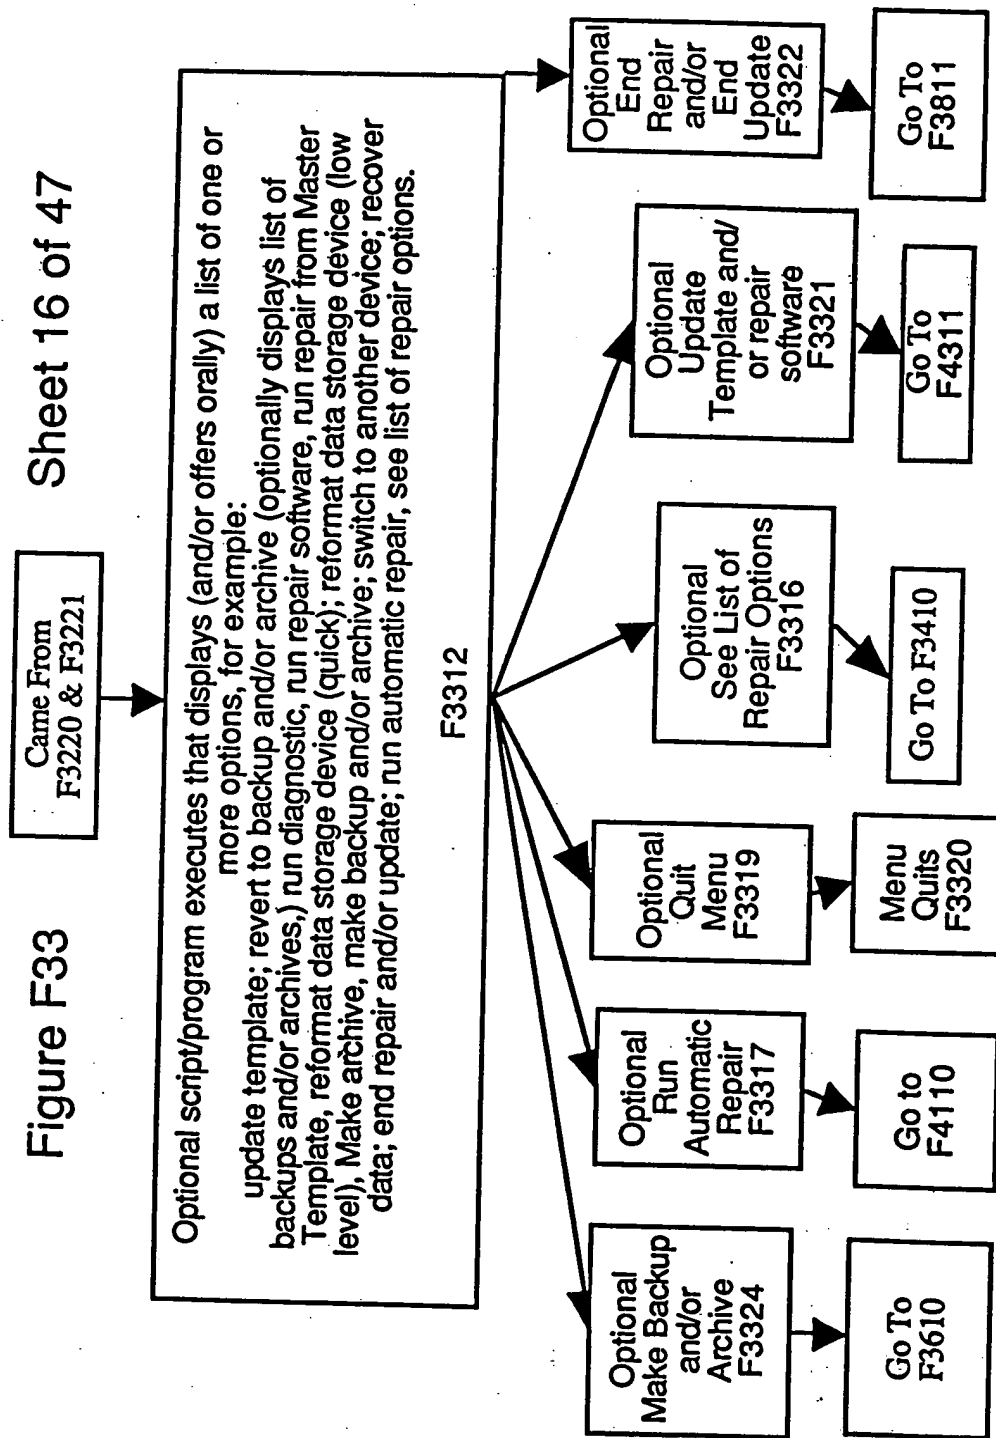 Figure F33
Sheet 16 of 47
Came From
F3220 & F3221
Optional script/program executes that displays (and/or offers orally) a list of one or
more options, for example:
update template; revert to backup and/or archive (optionally displays list of
backups and/or archives,) run diagnostic, run repair software, run repair from Master
Template, reformat data storage device (quick); reformat data storage device (low
level), Make archive, make backup and/or archive; switch to another device; recover
data; end repair and/or update; run automatic repair, see list of repair options.
F3312
Optional
Make Backup
and/or
Archive
F3324
Go To
F3610
Optional
Run
Automatic
Repair
F3317
Go to
F4110
Optional
Quit
Menu
F3319
Menu
Quits
F3320
Optional
See List of
Repair Options
F3316
Go To F3410
Optional
Update
Template and/
or repair
software
F3321
Go To
F4311
Optional
End
Repair
and/or
End
Update
F3322
Go To
F3811